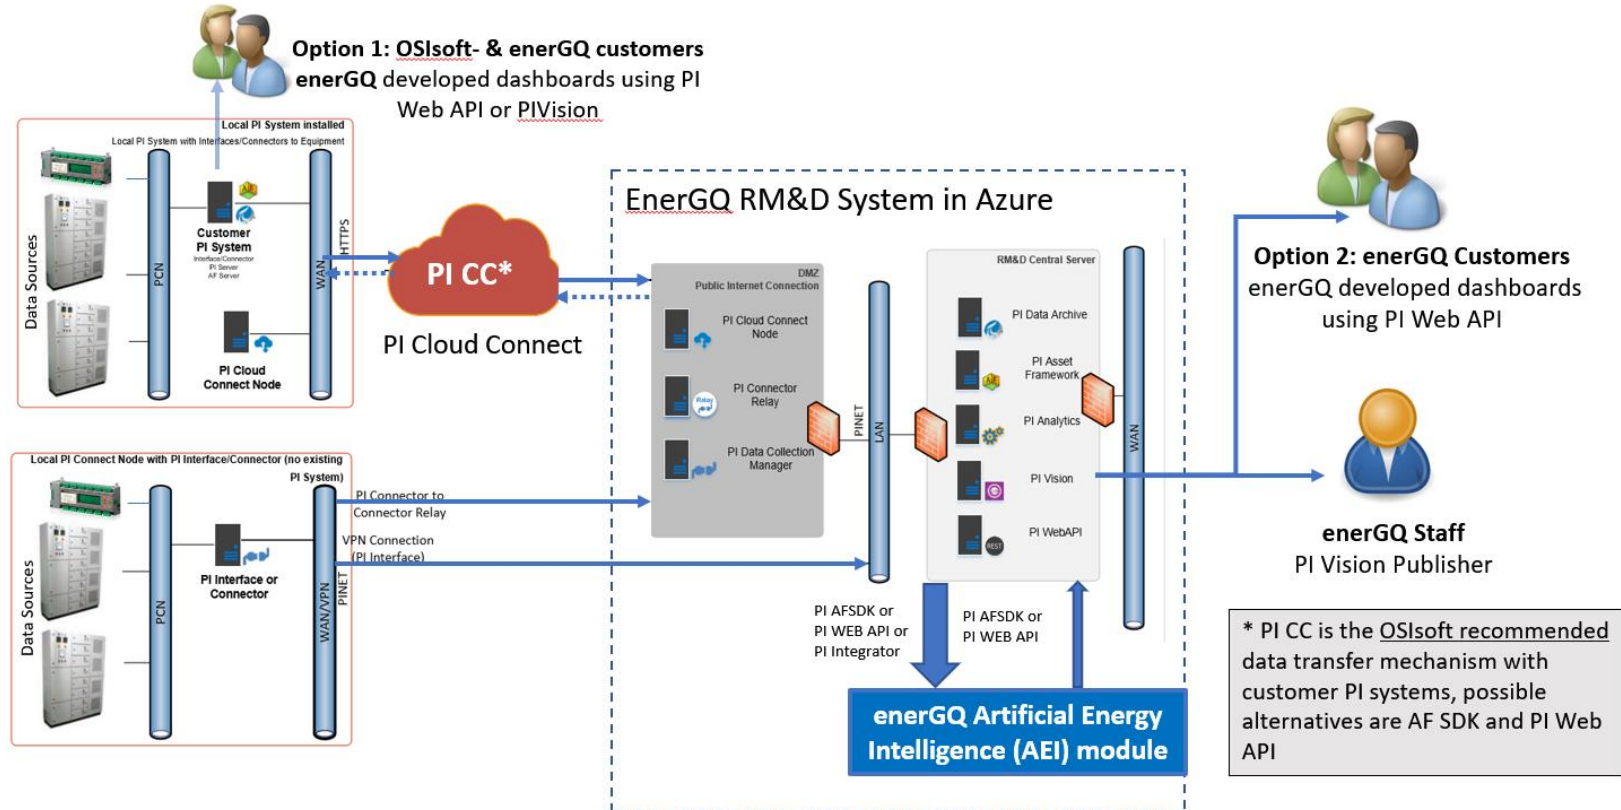 Option 1: OSIsoft- & enerGQ customers
enerGQ developed dashboards using PI
Web API or PIVision
Local PI System installed
Local PI System with Interfaces/Connectors to Equipment
Data Sources
PCN
Customer
PI System
Interface/Connector
PI Server
AF Server
PI Cloud
Connect Node
WAN
HTTPS
PI CC*
PI Cloud Connect
Local PI Connect Node with PI Interface/Connector (no existing
PI System)
Data Sources
PCN
PI Interface or
Connector
WAN/VPN
PINET
PI Connector to
Connector Relay
VPN Connection
(PI Interface)
EnerGQ RM&D System in Azure
DMZ
Public Internet Connection
PI Cloud Connect
Node
PI Connector
Relay
Relay
PI Data Collection
Manager
PINET
LAN
RM&D Central Server
PI Data Archive
PI Asset
Framework
PI Analytics
PI Vision
PI WebAPI
REST
WAN
PI AFSDK or
PI WEB API or
PI Integrator
PI AFSDK or
PI WEB API
enerGQ Artificial Energy
Intelligence (AEI) module
Option 2: enerGQ Customers
enerGQ developed dashboards
using PI Web API
enerGQ Staff
PI Vision Publisher
* PI CC is the OSIsoft recommended
data transfer mechanism with
customer PI systems, possible
alternatives are AF SDK and PI Web
API